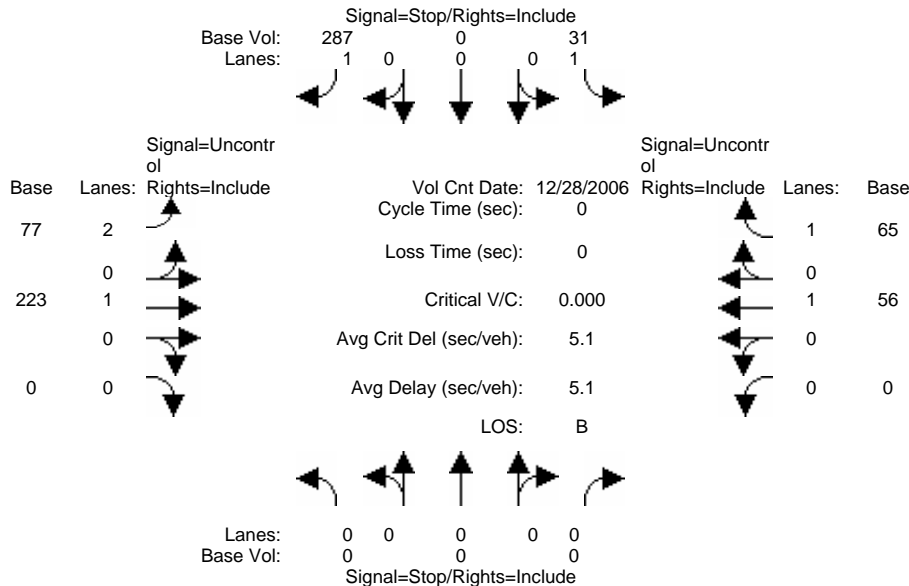 Signal=Stop/Rights=Include
Base Vol: 287 0 31
Lanes: 1 0 0 0 1
Signal=Uncontr
ol
Rights=Include
Signal=Uncontr
ol
Rights=Include
Base Lanes: Vol Cnt Date: 12/28/2006 Lanes: Base
Cycle Time (sec): 0
77 2 1 65
Loss Time (sec): 0
0 0
223 1 Critical V/C: 0.000 1 56
0 Avg Crit Del (sec/veh): 5.1 0
0 0 Avg Delay (sec/veh): 5.1 0 0
LOS: B
Lanes: 0 0 0 0 0
Base Vol: 0 0 0
Signal=Stop/Rights=Include